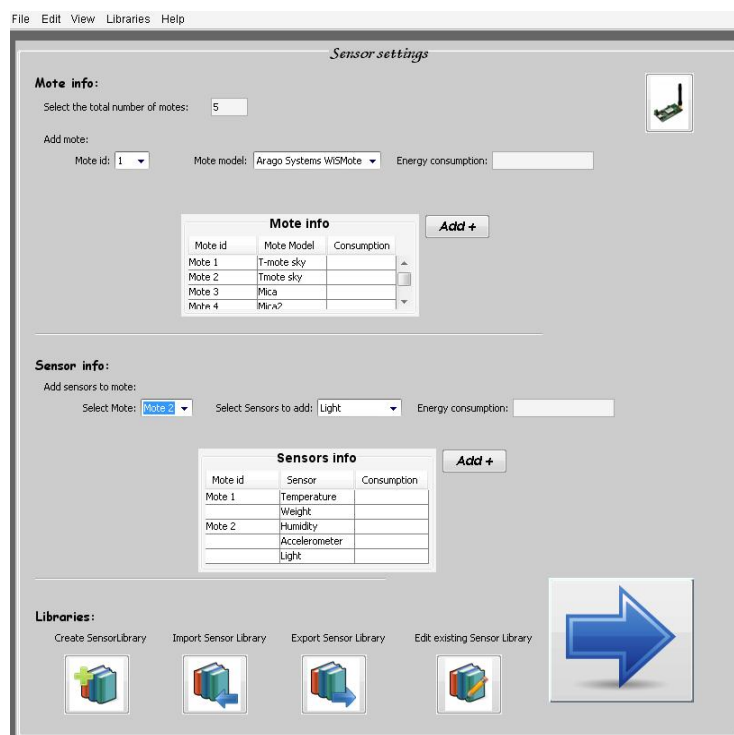 File Edit View Libraries Help
Sensor settings
Mote info:
Select the total number of motes: 5
Add mote:
Mote id: 1 Mote model: Arago Systems WiSMote Energy consumption:
Mote info
Add +
Mote id Mote Model Consumption
Mote 1 T-mote sky
Mote 2 Tmote sky
Mote 3 Mica
Mote 4 Mica2
Sensor info:
Add sensors to mote:
Select Mote: Mote 2 Select Sensors to add: Light Energy consumption:
Sensors info
Add +
Mote id Sensor Consumption
Mote 1 Temperature
Weight
Mote 2 Humidity
Accelerometer
Light
Libraries:
Create SensorLibrary Import Sensor Library Export Sensor Library Edit existing Sensor Library